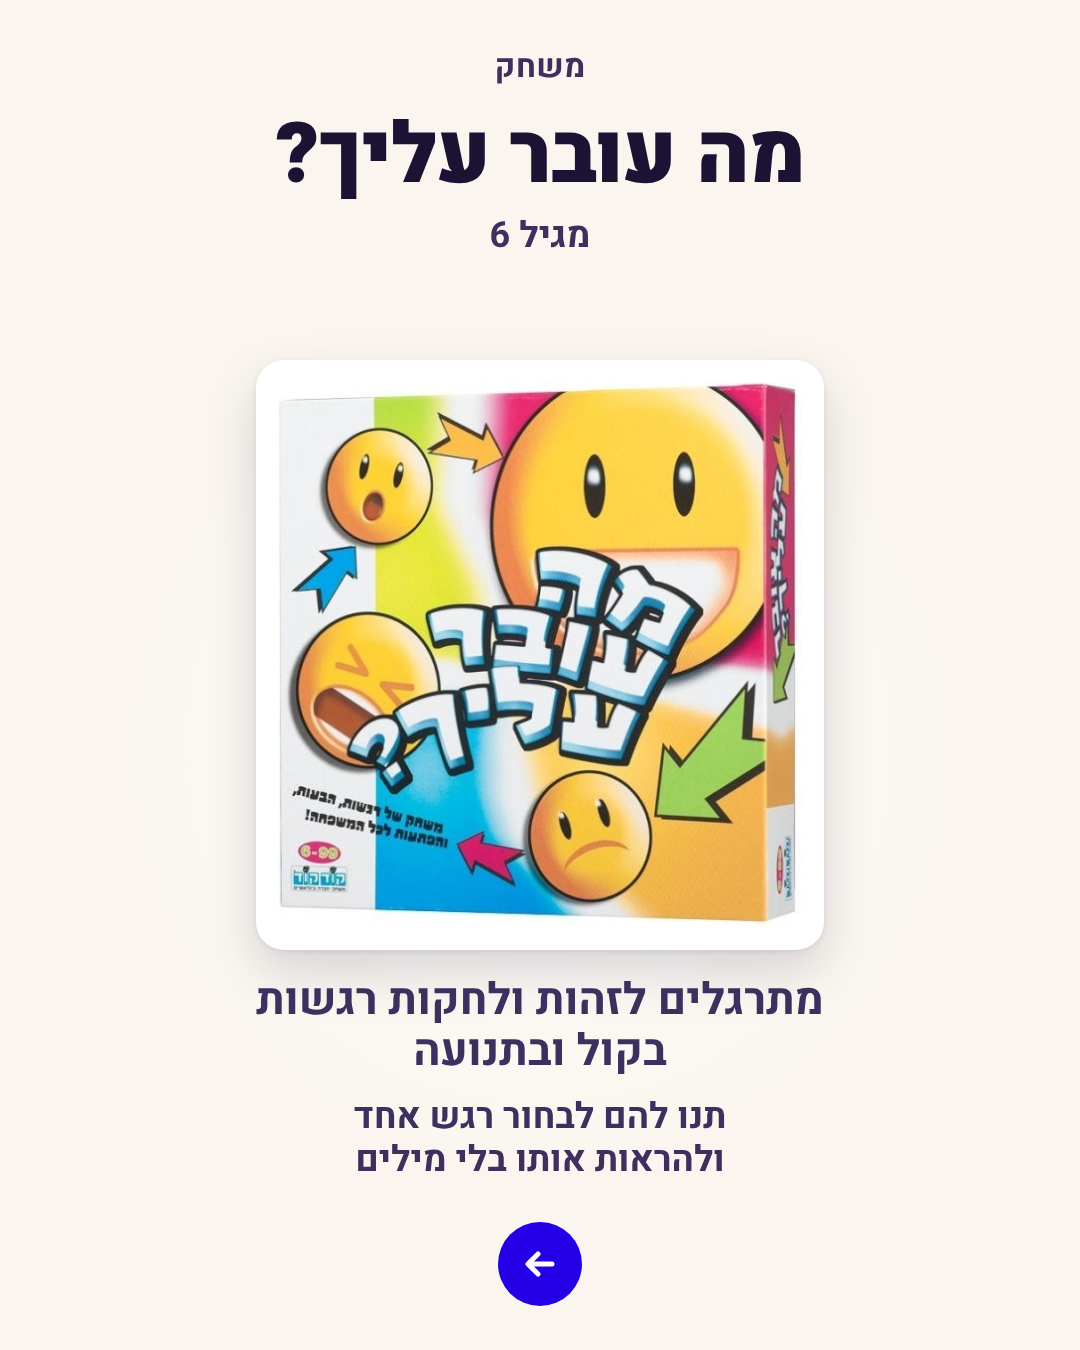 משחק
מה עובר עליך?
מגיל 6
מה
עובר
עליך?
משחק של רגשות, הבעות,
והפתעות לכל המשפחה!
6-99
מתרגלים לזהות ולחקות רגשות
בקול ובתנועה
תנו להם לבחור רגש אחד
ולהראות אותו בלי מילים